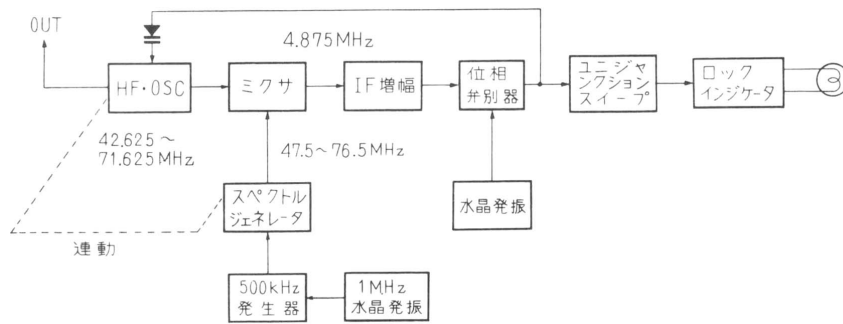 OUT
4.875MHz
HF・OSC
ミクサ
IF増幅
位相
弁別器
ユニジャ
ンクション
スイープ
ロック
インジケータ
42.625～
71.625MHz
47.5～76.5MHz
スペクトル
ジェネレータ
水晶発振
連動
500kHz
発生器
1MHz
水晶発振